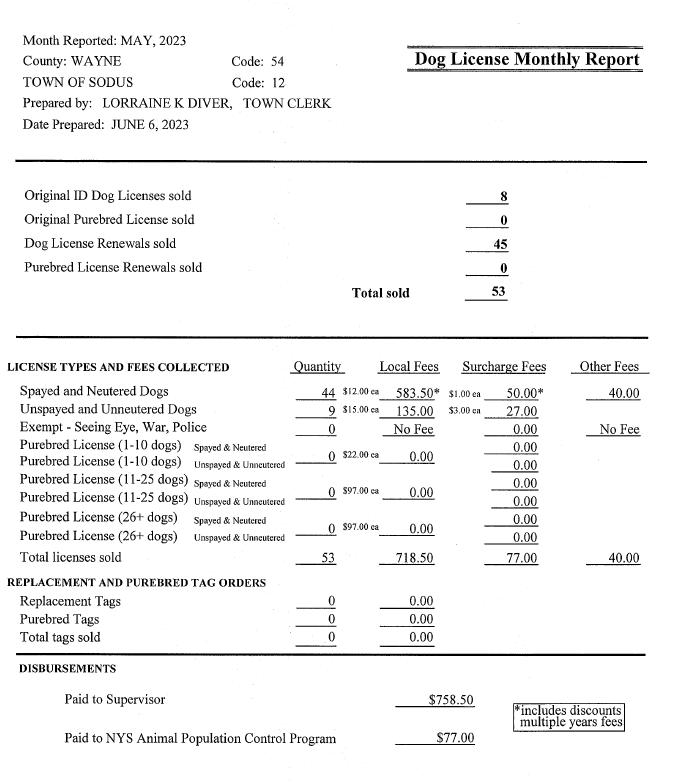 Month Reported: MAY, 2023
County: WAYNE Code: 54
Dog License Monthly Report
TOWN OF SODUS Code: 12
Prepared by: LORRAINE K DIVER, TOWN CLERK
Date Prepared: JUNE 6, 2023
Original ID Dog Licenses sold 8
Original Purebred License sold 0
Dog License Renewals sold 45
Purebred License Renewals sold 0
Total sold 53
LICENSE TYPES AND FEES COLLECTED Quantity Local Fees Surcharge Fees Other Fees
Spayed and Neutered Dogs 44 $12.00 ea 583.50* $1.00 ea 50.00* 40.00
Unspayed and Unneutered Dogs 9 $15.00 ea 135.00 $3.00 ea 27.00
Exempt - Seeing Eye, War, Police 0 No Fee 0.00 No Fee
Purebred License (1-10 dogs) Spayed & Neutered 0.00
0 $22.00 ea 0.00
Purebred License (1-10 dogs) Unspayed & Unneutered 0.00
Purebred License (11-25 dogs) Spayed & Neutered 0.00
0 $97.00 ea 0.00
Purebred License (11-25 dogs) Unspayed & Unneutered 0.00
Purebred License (26+ dogs) Spayed & Neutered 0.00
0 $97.00 ea 0.00
Purebred License (26+ dogs) Unspayed & Unneutered 0.00
Total licenses sold 53 718.50 77.00 40.00
REPLACEMENT AND PUREBRED TAG ORDERS
Replacement Tags 0 0.00
Purebred Tags 0 0.00
Total tags sold 0 0.00
DISBURSEMENTS
Paid to Supervisor $758.50
*includes discounts
multiple years fees
Paid to NYS Animal Population Control Program $77.00